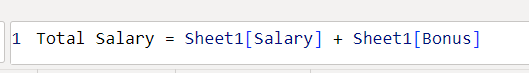 1 Total Salary = Sheet1[Salary] + Sheet1[Bonus]